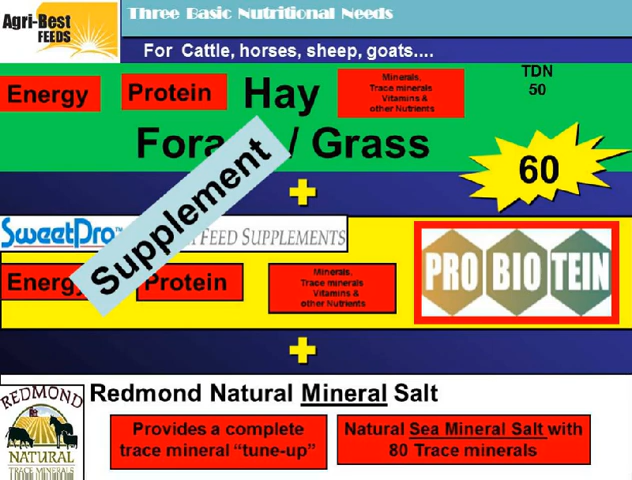 Agri-Best
FEEDS
Three Basic Nutritional Needs
For Cattle, horses, sheep, goats....
Energy
Protein
Hay
Minerals,
Trace minerals
Vitamins &
other Nutrients
TDN
50
/ Grass
60
Supplement
SweetPro™
FEED SUPPLEMENTS
Protein
Minerals,
Trace minerals
Vitamins &
other Nutrients
PRO BIO TEIN
REDMOND
NATURAL
TRACE MINERALS
Redmond Natural Mineral Salt
Provides a complete
trace mineral “tune-up”
Natural Sea Mineral Salt with
80 Trace minerals